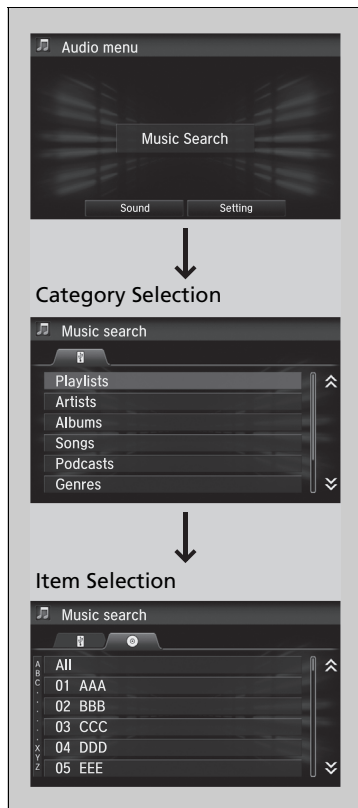 Audio menu
Music Search
Sound Setting
Category Selection
Music search
Playlists
Artists
Albums
Songs
Podcasts
Genres
Item Selection
Music search
A
B
C
.
.
.
.
.
.
X
Y
Z
All
01 AAA
02 BBB
03 CCC
04 DDD
05 EEE